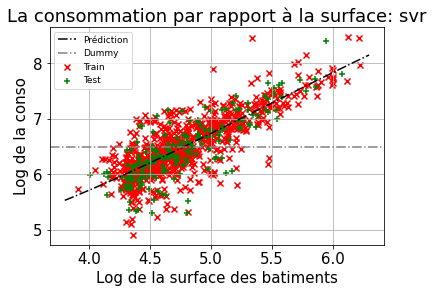 La consommation par rapport à la surface: svr
Prédiction
Dummy
Train
Test
Log de la conso
8
7
6
5
4.0 4.5 5.0 5.5 6.0
Log de la surface des batiments